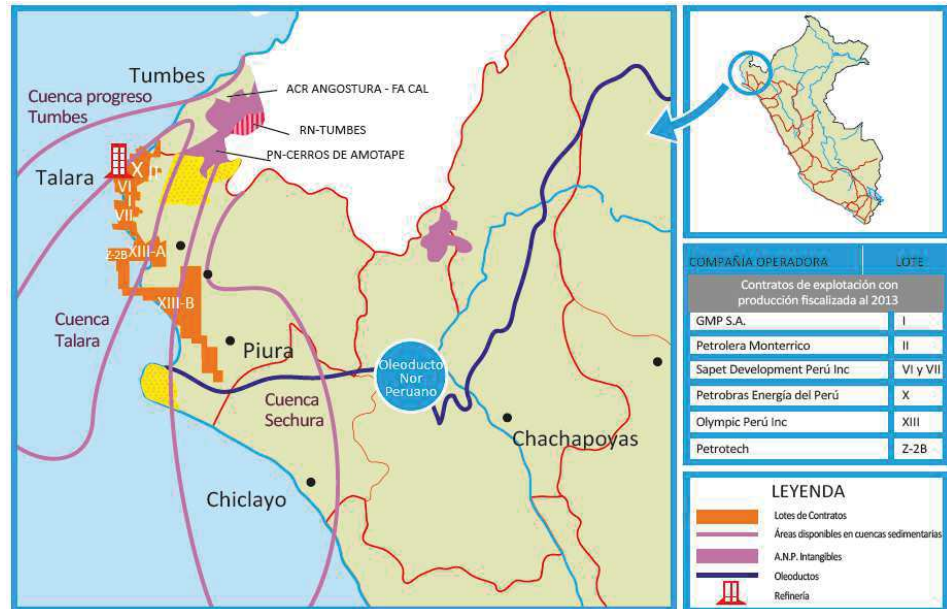 Tumbes
Cuenca progreso
Tumbes
ACR ANGOSTURA - FA CAL
RN-TUMBES
PN-CERROS DE AMOTAPE
Talara
X
II
VI
I
VII
Z-2B
XIII-A
XIII-B
Cuenca
Talara
Piura
Oleoducto
Nor
Peruano
Cuenca
Sechura
Chachapoyas
Chiclayo
COMPAÑIA OPERADORA LOTE
Contratos de explotación con
producción fiscalizada al 2013
GMP S.A. I
Petrolera Monterrico II
Sapet Development Perú Inc VI y VII
Petrobras Energía del Perú X
Olympic Perú Inc XIII
Petrotech Z-2B
LEYENDA
Lotes de Contratos
Áreas disponibles en cuencas sedimentarias
A.N.P. Intangibles
Oleoductos
Refinería